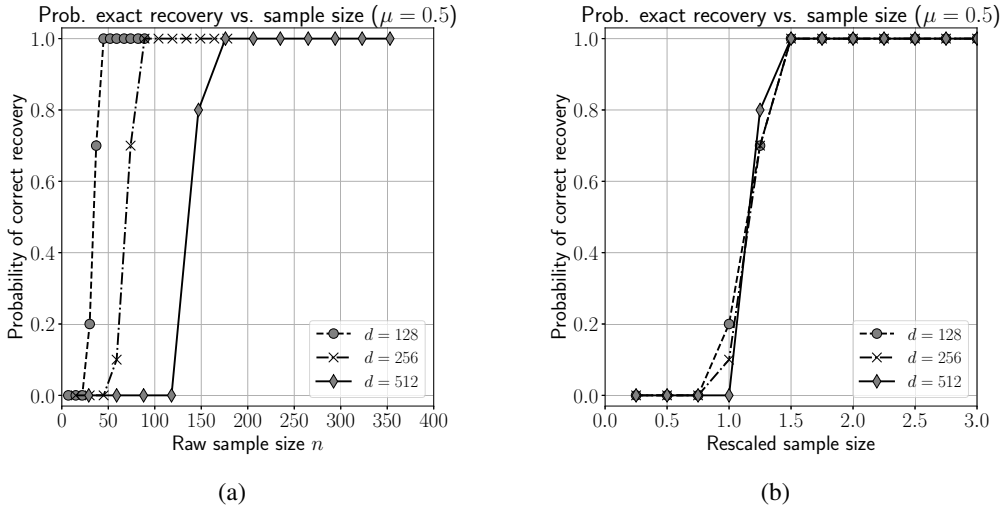 Prob. exact recovery vs. sample size (μ = 0.5)
Probability of correct recovery
1.0
0.8
0.6
0.4
0.2
0.0
d = 128
d = 256
d = 512
0 50 100 150 200 250 300 350 400
Raw sample size n
(a)
Prob. exact recovery vs. sample size (μ = 0.5)
Probability of correct recovery
1.0
0.8
0.6
0.4
0.2
0.0
d = 128
d = 256
d = 512
0.0 0.5 1.0 1.5 2.0 2.5 3.0
Rescaled sample size
(b)